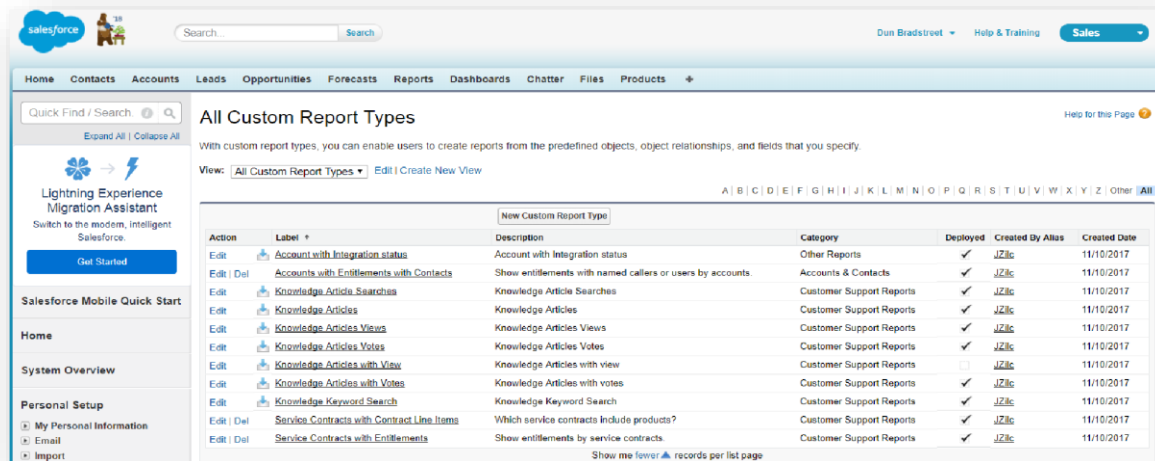 salesforce
'18
Search...
Search
Dun Bradstreet
Help & Training
Sales
Home Contacts Accounts Leads Opportunities Forecasts Reports Dashboards Chatter Files Products +
Quick Find / Search...
Expand All | Collapse All
Lightning Experience
Migration Assistant
Switch to the modern, intelligent
Salesforce.
Get Started
Salesforce Mobile Quick Start
Home
System Overview
Personal Setup
My Personal Information
Email
Import
All Custom Report Types
Help for this Page
With custom report types, you can enable users to create reports from the predefined objects, object relationships, and fields that you specify.
View: All Custom Report Types Edit | Create New View
A | B | C | D | E | F | G | H | I | J | K | L | M | N | O | P | Q | R | S | T | U | V | W | X | Y | Z | Other | All
New Custom Report Type
Action Label Description Category Deployed Created By Alias Created Date
Edit Account with Integration status Account with Integration status Other Reports JZilc 11/10/2017
Edit | Del Accounts with Entitlements with Contacts Show entitlements with named callers or users by accounts. Accounts & Contacts JZilc 11/10/2017
Edit Knowledge Article Searches Knowledge Article Searches Customer Support Reports JZilc 11/10/2017
Edit Knowledge Articles Knowledge Articles Customer Support Reports JZilc 11/10/2017
Edit Knowledge Articles Views Knowledge Articles Views Customer Support Reports JZilc 11/10/2017
Edit Knowledge Articles Votes Knowledge Articles Votes Customer Support Reports JZilc 11/10/2017
Edit Knowledge Articles with View Knowledge Articles with view Customer Support Reports JZilc 11/10/2017
Edit Knowledge Articles with Votes Knowledge Articles with votes Customer Support Reports JZilc 11/10/2017
Edit Knowledge Keyword Search Knowledge Keyword Search Customer Support Reports JZilc 11/10/2017
Edit | Del Service Contracts with Contract Line Items Which service contracts include products? Customer Support Reports JZilc 11/10/2017
Edit | Del Service Contracts with Entitlements Show entitlements by service contracts. Customer Support Reports JZilc 11/10/2017
Show me fewer records per list page